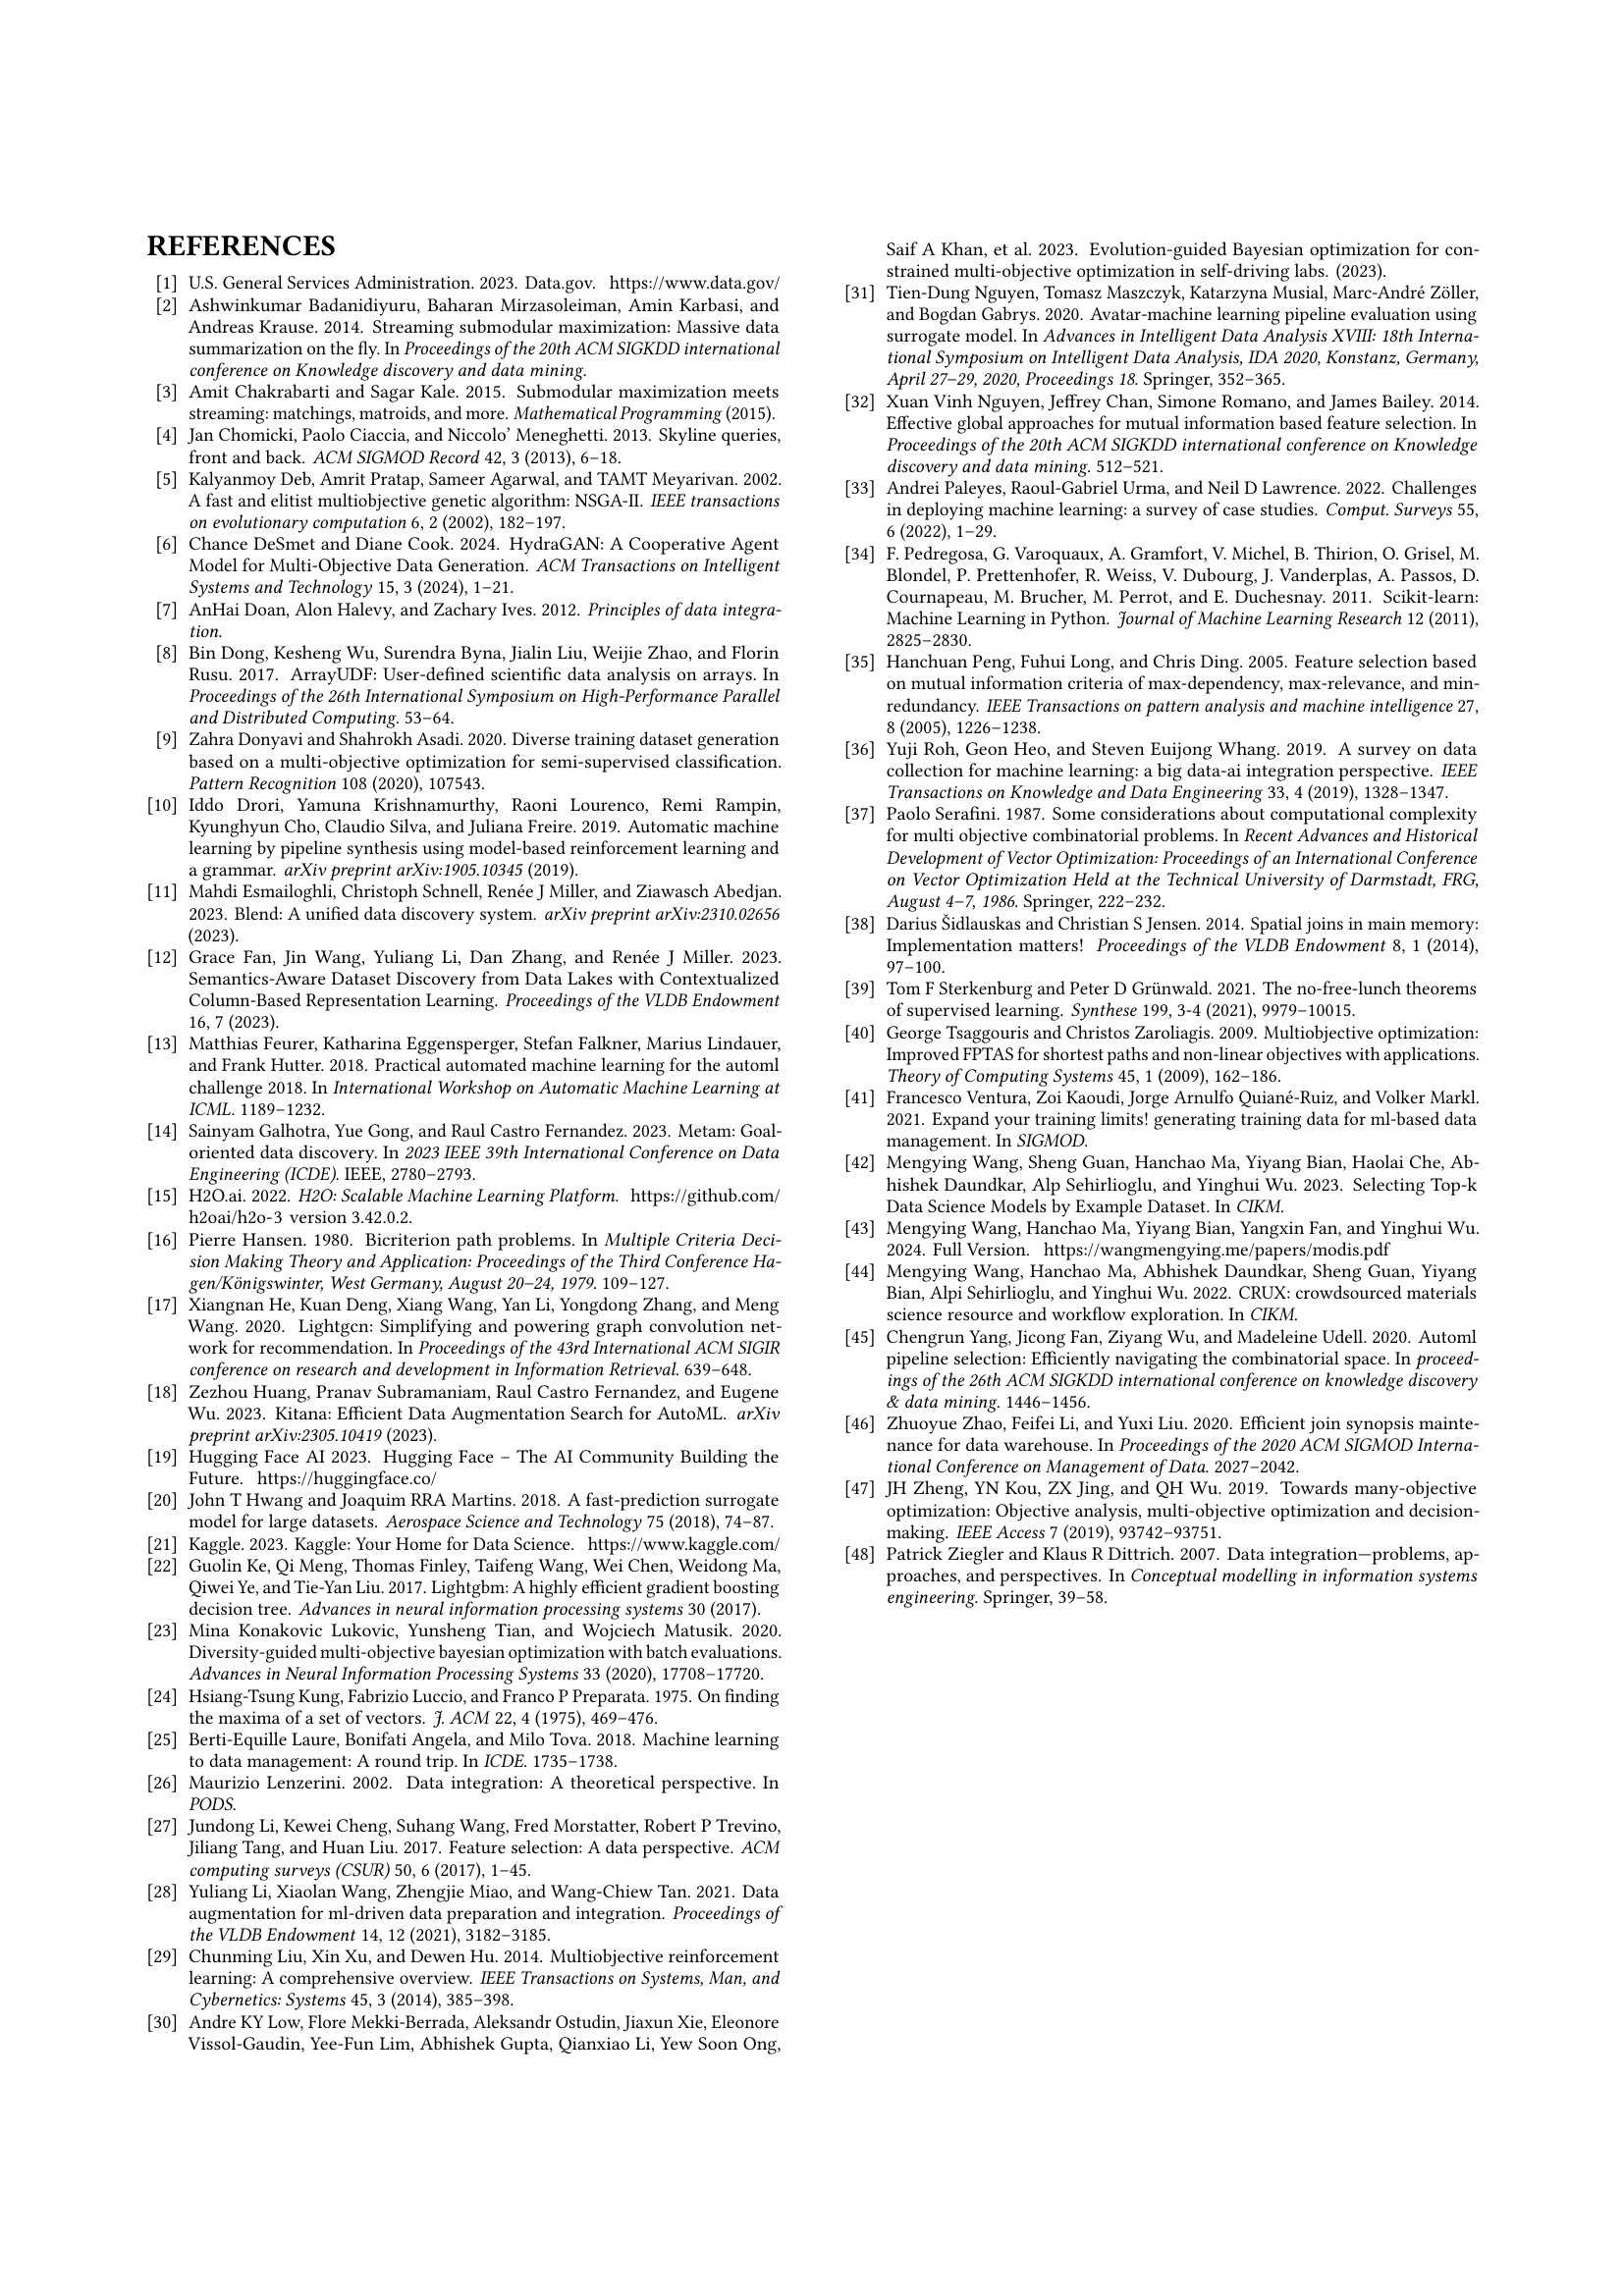 REFERENCES
[1] U.S. General Services Administration. 2023. Data.gov. https://www.data.gov/
[2] Ashwinkumar Badanidiyuru, Baharan Mirzasoleiman, Amin Karbasi, and
Andreas Krause. 2014. Streaming submodular maximization: Massive data
summarization on the fly. In Proceedings of the 20th ACM SIGKDD international
conference on Knowledge discovery and data mining.
[3] Amit Chakrabarti and Sagar Kale. 2015. Submodular maximization meets
streaming: matchings, matroids, and more. Mathematical Programming (2015).
[4] Jan Chomicki, Paolo Ciaccia, and Niccolo' Meneghetti. 2013. Skyline queries,
front and back. ACM SIGMOD Record 42, 3 (2013), 6–18.
[5] Kalyanmoy Deb, Amrit Pratap, Sameer Agarwal, and TAMT Meyarivan. 2002.
A fast and elitist multiobjective genetic algorithm: NSGA-II. IEEE transactions
on evolutionary computation 6, 2 (2002), 182–197.
[6] Chance DeSmet and Diane Cook. 2024. HydraGAN: A Cooperative Agent
Model for Multi-Objective Data Generation. ACM Transactions on Intelligent
Systems and Technology 15, 3 (2024), 1–21.
[7] AnHai Doan, Alon Halevy, and Zachary Ives. 2012. Principles of data integra-
tion.
[8] Bin Dong, Kesheng Wu, Surendra Byna, Jialin Liu, Weijie Zhao, and Florin
Rusu. 2017. ArrayUDF: User-defined scientific data analysis on arrays. In
Proceedings of the 26th International Symposium on High-Performance Parallel
and Distributed Computing. 53–64.
[9] Zahra Donyavi and Shahrokh Asadi. 2020. Diverse training dataset generation
based on a multi-objective optimization for semi-supervised classification.
Pattern Recognition 108 (2020), 107543.
[10] Iddo Drori, Yamuna Krishnamurthy, Raoni Lourenco, Remi Rampin,
Kyunghyun Cho, Claudio Silva, and Juliana Freire. 2019. Automatic machine
learning by pipeline synthesis using model-based reinforcement learning and
a grammar. arXiv preprint arXiv:1905.10345 (2019).
[11] Mahdi Esmailoghli, Christoph Schnell, Renée J Miller, and Ziawasch Abedjan.
2023. Blend: A unified data discovery system. arXiv preprint arXiv:2310.02656
(2023).
[12] Grace Fan, Jin Wang, Yuliang Li, Dan Zhang, and Renée J Miller. 2023.
Semantics-Aware Dataset Discovery from Data Lakes with Contextualized
Column-Based Representation Learning. Proceedings of the VLDB Endowment
16, 7 (2023).
[13] Matthias Feurer, Katharina Eggensperger, Stefan Falkner, Marius Lindauer,
and Frank Hutter. 2018. Practical automated machine learning for the automl
challenge 2018. In International Workshop on Automatic Machine Learning at
ICML. 1189–1232.
[14] Sainyam Galhotra, Yue Gong, and Raul Castro Fernandez. 2023. Metam: Goal-
oriented data discovery. In 2023 IEEE 39th International Conference on Data
Engineering (ICDE). IEEE, 2780–2793.
[15] H2O.ai. 2022. H2O: Scalable Machine Learning Platform. https://github.com/
h2oai/h2o-3 version 3.42.0.2.
[16] Pierre Hansen. 1980. Bicriterion path problems. In Multiple Criteria Deci-
sion Making Theory and Application: Proceedings of the Third Conference Ha-
gen/Königswinter, West Germany, August 20–24, 1979. 109–127.
[17] Xiangnan He, Kuan Deng, Xiang Wang, Yan Li, Yongdong Zhang, and Meng
Wang. 2020. Lightgcn: Simplifying and powering graph convolution net-
work for recommendation. In Proceedings of the 43rd International ACM SIGIR
conference on research and development in Information Retrieval. 639–648.
[18] Zezhou Huang, Pranav Subramaniam, Raul Castro Fernandez, and Eugene
Wu. 2023. Kitana: Efficient Data Augmentation Search for AutoML. arXiv
preprint arXiv:2305.10419 (2023).
[19] Hugging Face AI 2023. Hugging Face – The AI Community Building the
Future. https://huggingface.co/
[20] John T Hwang and Joaquim RRA Martins. 2018. A fast-prediction surrogate
model for large datasets. Aerospace Science and Technology 75 (2018), 74–87.
[21] Kaggle. 2023. Kaggle: Your Home for Data Science. https://www.kaggle.com/
[22] Guolin Ke, Qi Meng, Thomas Finley, Taifeng Wang, Wei Chen, Weidong Ma,
Qiwei Ye, and Tie-Yan Liu. 2017. Lightgbm: A highly efficient gradient boosting
decision tree. Advances in neural information processing systems 30 (2017).
[23] Mina Konakovic Lukovic, Yunsheng Tian, and Wojciech Matusik. 2020.
Diversity-guided multi-objective bayesian optimization with batch evaluations.
Advances in Neural Information Processing Systems 33 (2020), 17708–17720.
[24] Hsiang-Tsung Kung, Fabrizio Luccio, and Franco P Preparata. 1975. On finding
the maxima of a set of vectors. J. ACM 22, 4 (1975), 469–476.
[25] Berti-Equille Laure, Bonifati Angela, and Milo Tova. 2018. Machine learning
to data management: A round trip. In ICDE. 1735–1738.
[26] Maurizio Lenzerini. 2002. Data integration: A theoretical perspective. In
PODS.
[27] Jundong Li, Kewei Cheng, Suhang Wang, Fred Morstatter, Robert P Trevino,
Jiliang Tang, and Huan Liu. 2017. Feature selection: A data perspective. ACM
computing surveys (CSUR) 50, 6 (2017), 1–45.
[28] Yuliang Li, Xiaolan Wang, Zhengjie Miao, and Wang-Chiew Tan. 2021. Data
augmentation for ml-driven data preparation and integration. Proceedings of
the VLDB Endowment 14, 12 (2021), 3182–3185.
[29] Chunming Liu, Xin Xu, and Dewen Hu. 2014. Multiobjective reinforcement
learning: A comprehensive overview. IEEE Transactions on Systems, Man, and
Cybernetics: Systems 45, 3 (2014), 385–398.
[30] Andre KY Low, Flore Mekki-Berrada, Aleksandr Ostudin, Jiaxun Xie, Eleonore
Vissol-Gaudin, Yee-Fun Lim, Abhishek Gupta, Qianxiao Li, Yew Soon Ong,
Saif A Khan, et al. 2023. Evolution-guided Bayesian optimization for con-
strained multi-objective optimization in self-driving labs. (2023).
[31] Tien-Dung Nguyen, Tomasz Maszczyk, Katarzyna Musial, Marc-André Zöller,
and Bogdan Gabrys. 2020. Avatar-machine learning pipeline evaluation using
surrogate model. In Advances in Intelligent Data Analysis XVIII: 18th Interna-
tional Symposium on Intelligent Data Analysis, IDA 2020, Konstanz, Germany,
April 27–29, 2020, Proceedings 18. Springer, 352–365.
[32] Xuan Vinh Nguyen, Jeffrey Chan, Simone Romano, and James Bailey. 2014.
Effective global approaches for mutual information based feature selection. In
Proceedings of the 20th ACM SIGKDD international conference on Knowledge
discovery and data mining. 512–521.
[33] Andrei Paleyes, Raoul-Gabriel Urma, and Neil D Lawrence. 2022. Challenges
in deploying machine learning: a survey of case studies. Comput. Surveys 55,
6 (2022), 1–29.
[34] F. Pedregosa, G. Varoquaux, A. Gramfort, V. Michel, B. Thirion, O. Grisel, M.
Blondel, P. Prettenhofer, R. Weiss, V. Dubourg, J. Vanderplas, A. Passos, D.
Cournapeau, M. Brucher, M. Perrot, and E. Duchesnay. 2011. Scikit-learn:
Machine Learning in Python. Journal of Machine Learning Research 12 (2011),
2825–2830.
[35] Hanchuan Peng, Fuhui Long, and Chris Ding. 2005. Feature selection based
on mutual information criteria of max-dependency, max-relevance, and min-
redundancy. IEEE Transactions on pattern analysis and machine intelligence 27,
8 (2005), 1226–1238.
[36] Yuji Roh, Geon Heo, and Steven Euijong Whang. 2019. A survey on data
collection for machine learning: a big data-ai integration perspective. IEEE
Transactions on Knowledge and Data Engineering 33, 4 (2019), 1328–1347.
[37] Paolo Serafini. 1987. Some considerations about computational complexity
for multi objective combinatorial problems. In Recent Advances and Historical
Development of Vector Optimization: Proceedings of an International Conference
on Vector Optimization Held at the Technical University of Darmstadt, FRG,
August 4–7, 1986. Springer, 222–232.
[38] Darius Šidlauskas and Christian S Jensen. 2014. Spatial joins in main memory:
Implementation matters! Proceedings of the VLDB Endowment 8, 1 (2014),
97–100.
[39] Tom F Sterkenburg and Peter D Grünwald. 2021. The no-free-lunch theorems
of supervised learning. Synthese 199, 3-4 (2021), 9979–10015.
[40] George Tsaggouris and Christos Zaroliagis. 2009. Multiobjective optimization:
Improved FPTAS for shortest paths and non-linear objectives with applications.
Theory of Computing Systems 45, 1 (2009), 162–186.
[41] Francesco Ventura, Zoi Kaoudi, Jorge Arnulfo Quiané-Ruiz, and Volker Markl.
2021. Expand your training limits! generating training data for ml-based data
management. In SIGMOD.
[42] Mengying Wang, Sheng Guan, Hanchao Ma, Yiyang Bian, Haolai Che, Ab-
hishek Daundkar, Alp Sehirlioglu, and Yinghui Wu. 2023. Selecting Top-k
Data Science Models by Example Dataset. In CIKM.
[43] Mengying Wang, Hanchao Ma, Yiyang Bian, Yangxin Fan, and Yinghui Wu.
2024. Full Version. https://wangmengying.me/papers/modis.pdf
[44] Mengying Wang, Hanchao Ma, Abhishek Daundkar, Sheng Guan, Yiyang
Bian, Alpi Sehirlioglu, and Yinghui Wu. 2022. CRUX: crowdsourced materials
science resource and workflow exploration. In CIKM.
[45] Chengrun Yang, Jicong Fan, Ziyang Wu, and Madeleine Udell. 2020. Automl
pipeline selection: Efficiently navigating the combinatorial space. In proceed-
ings of the 26th ACM SIGKDD international conference on knowledge discovery
& data mining. 1446–1456.
[46] Zhuoyue Zhao, Feifei Li, and Yuxi Liu. 2020. Efficient join synopsis mainte-
nance for data warehouse. In Proceedings of the 2020 ACM SIGMOD Interna-
tional Conference on Management of Data. 2027–2042.
[47] JH Zheng, YN Kou, ZX Jing, and QH Wu. 2019. Towards many-objective
optimization: Objective analysis, multi-objective optimization and decision-
making. IEEE Access 7 (2019), 93742–93751.
[48] Patrick Ziegler and Klaus R Dittrich. 2007. Data integration—problems, ap-
proaches, and perspectives. In Conceptual modelling in information systems
engineering. Springer, 39–58.